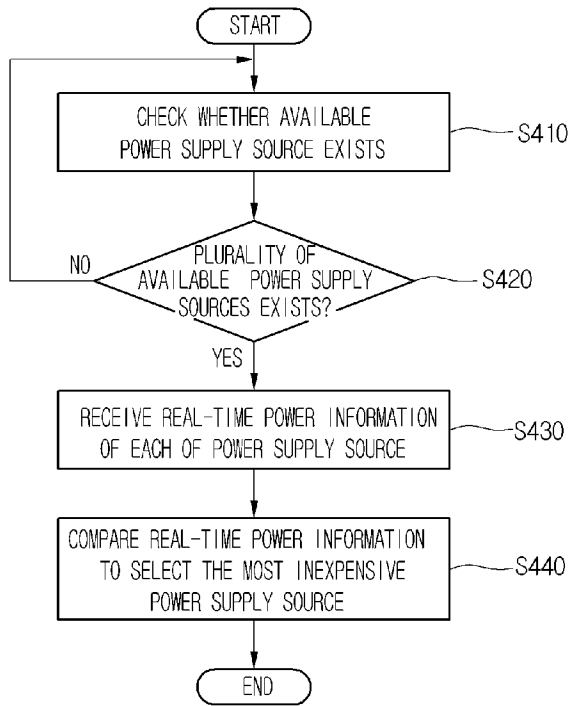 START
CHECK WHETHER AVAILABLE
POWER SUPPLY SOURCE EXISTS
S410
PLURALITY OF
AVAILABLE POWER SUPPLY
SOURCES EXISTS?
S420
NO
YES
RECEIVE REAL-TIME POWER INFORMATION
OF EACH OF POWER SUPPLY SOURCE
S430
COMPARE REAL-TIME POWER INFORMATION
TO SELECT THE MOST INEXPENSIVE
POWER SUPPLY SOURCE
S440
END